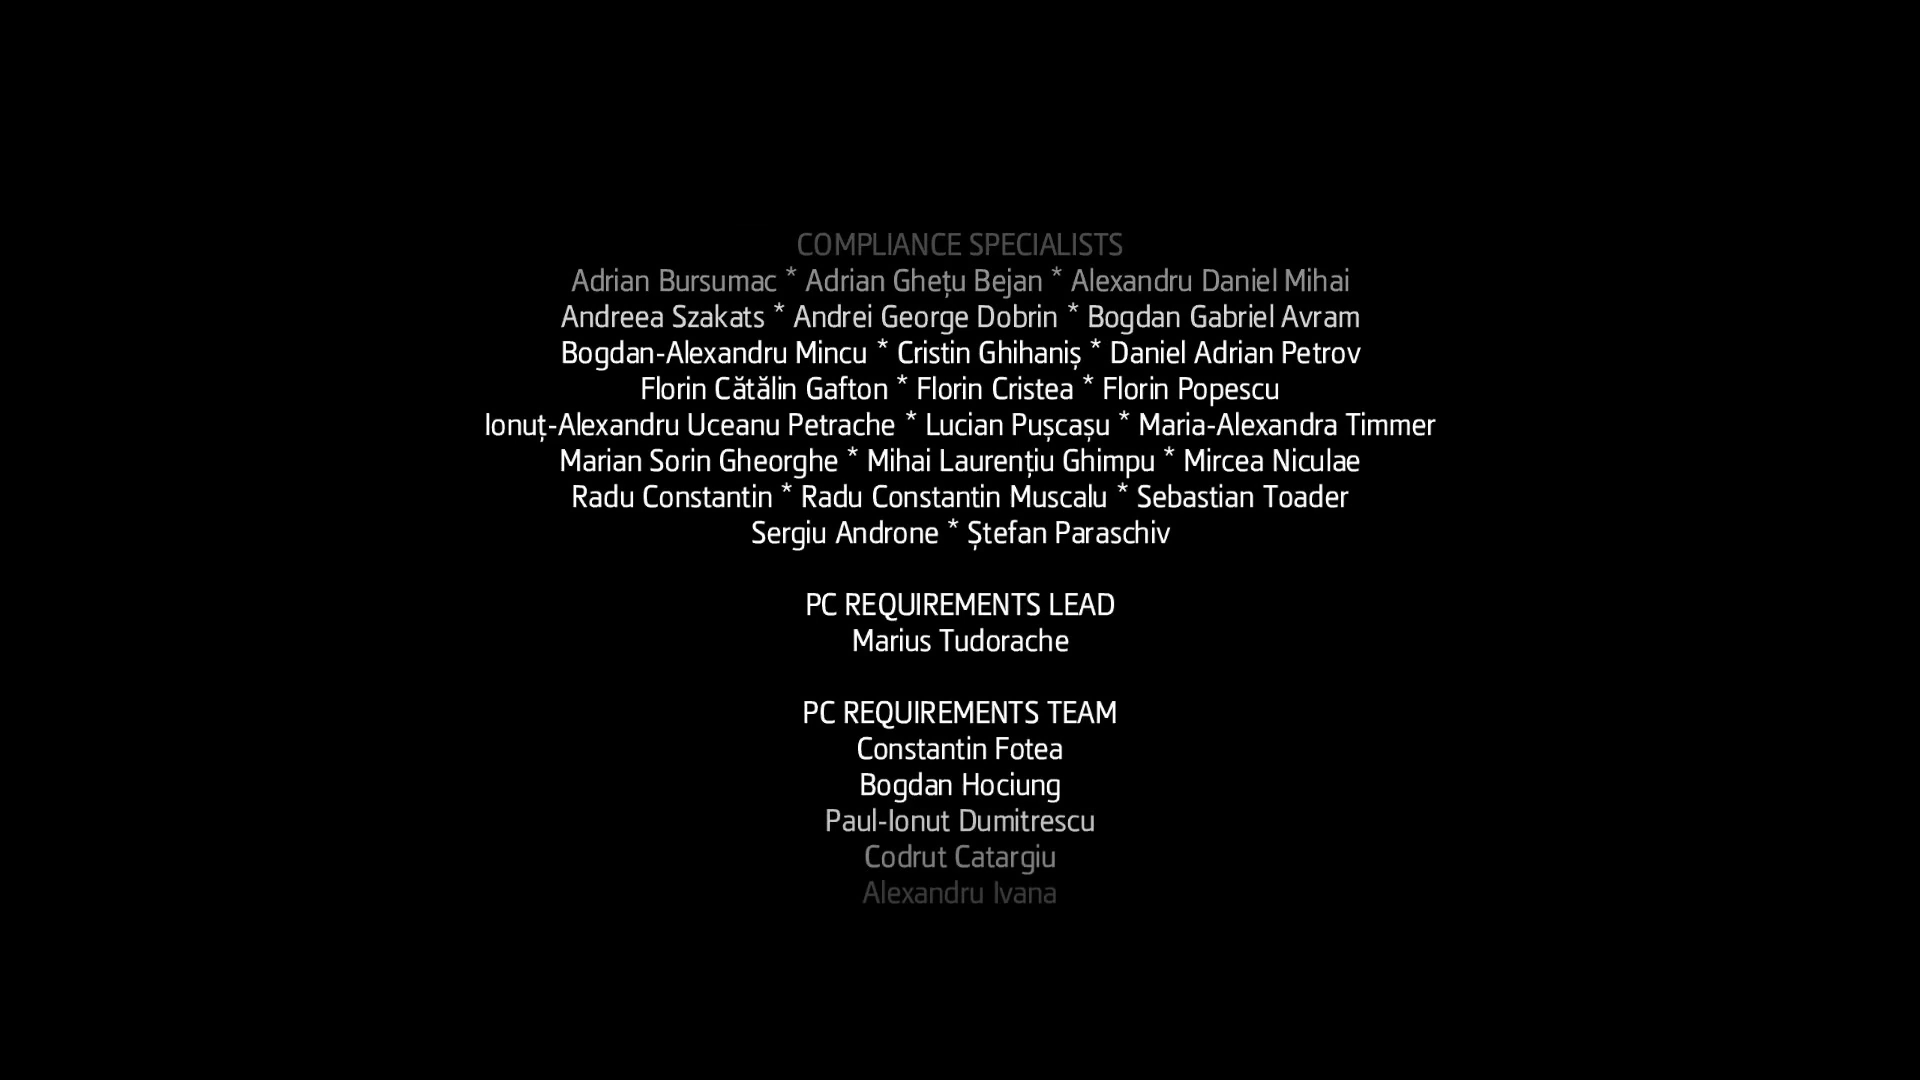 COMPLIANCE SPECIALISTS
Adrian Bursumac * Adrian Ghețu Bejan * Alexandru Daniel Mihai
Andreea Szakats * Andrei George Dobrin * Bogdan Gabriel Avram
Bogdan-Alexandru Mincu * Cristin Ghihaniș * Daniel Adrian Petrov
Florin Cătălin Gafton * Florin Cristea * Florin Popescu
Ionuț-Alexandru Uceanu Petrache * Lucian Pușcașu * Maria-Alexandra Timmer
Marian Sorin Gheorghe * Mihai Laurențiu Ghimpu * Mircea Niculae
Radu Constantin * Radu Constantin Muscalu * Sebastian Toader
Sergiu Androne * Ștefan Paraschiv
PC REQUIREMENTS LEAD
Marius Tudorache
PC REQUIREMENTS TEAM
Constantin Fotea
Bogdan Hociung
Paul-Ionut Dumitrescu
Codrut Catargiu
Alexandru Ivana